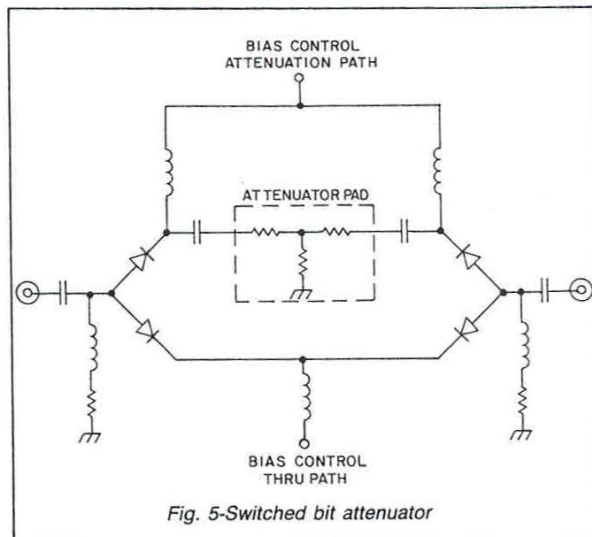 BIAS CONTROL
ATTENUATION PATH
ATTENUATOR PAD
BIAS CONTROL
THRU PATH
Fig. 5-Switched bit attenuator